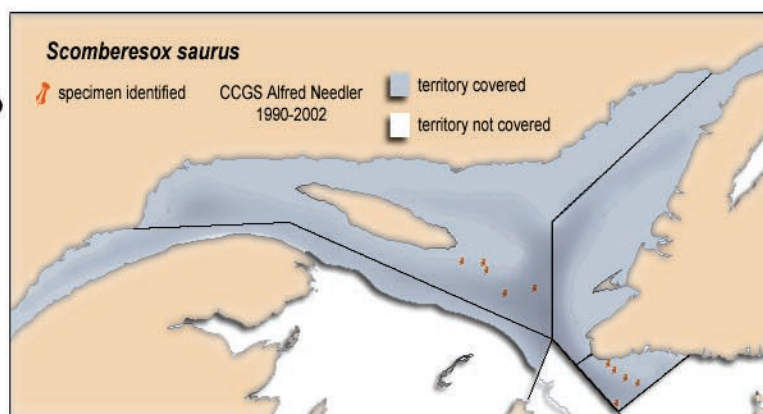 Scomberesox saurus
specimen identified
CCGS Alfred Needler
1990-2002
territory covered
territory not covered